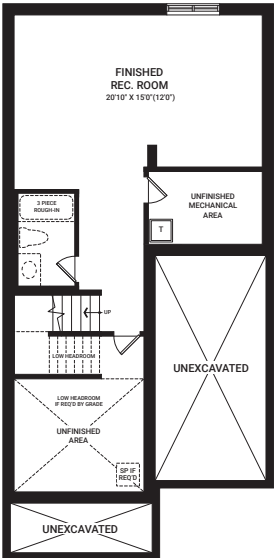 FINISHED
REC. ROOM
20'10" X 15'0"(12'0")
3 PIECE
ROUGH-IN
UNFINISHED
MECHANICAL
AREA
T
UP
LOW HEADROOM
UNEXCAVATED
LOW HEADROOM
IF REQ'D BY GRADE
UNFINISHED
AREA
SP IF
REQ'D
UNEXCAVATED